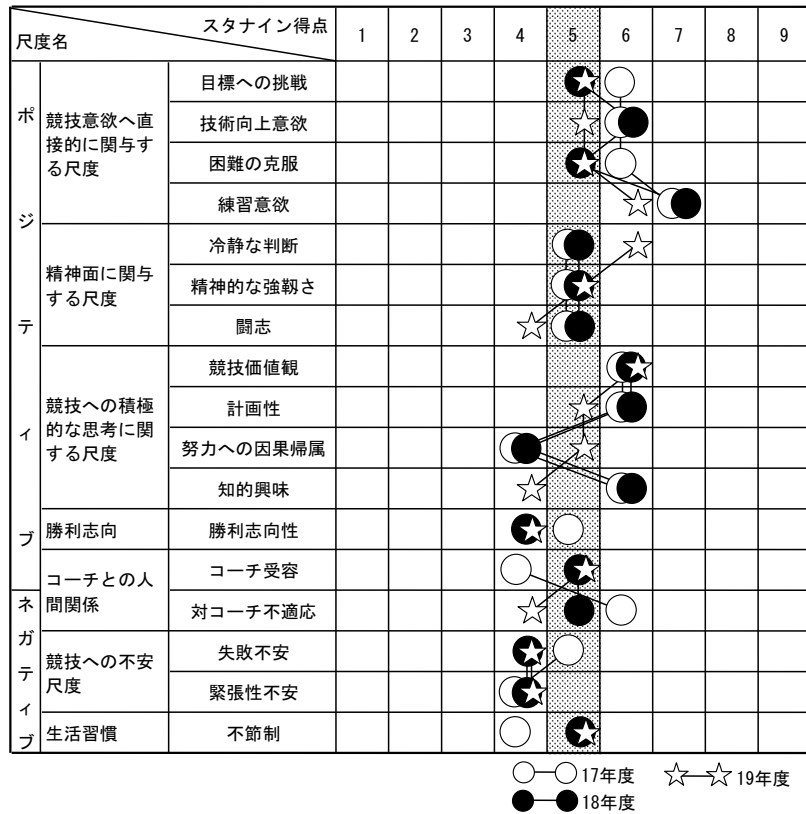 スタナイン得点
尺度名
1 2 3 4 5 6 7 8 9
ポジティブ
競技意欲へ直
接的に関与す
る尺度
目標への挑戦
技術向上意欲
困難の克服
練習意欲
精神面に関与
する尺度
冷静な判断
精神的な強靱さ
闘志
競技への積極
的な思考に関
する尺度
競技価値観
計画性
努力への因果帰属
知的興味
勝利志向
勝利志向性
コーチとの人
間関係
コーチ受容
ネガティブ
対コーチ不適応
競技への不安
尺度
失敗不安
緊張性不安
生活習慣
不節制
17年度
19年度
18年度